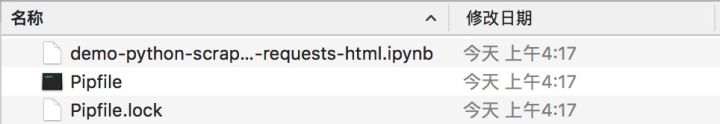 名称 修改日期
demo-python-scrap...-requests-html.ipynb 今天 上午4:17
Pipfile 今天 上午4:17
Pipfile.lock 今天 上午4:17